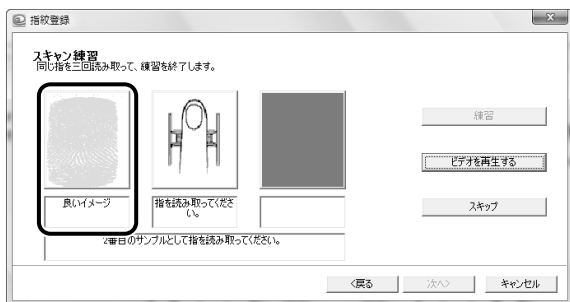 指紋登録
スキャン練習
同じ指を三回読み取って、練習を終了します。
練習
ビデオを再生する
良いイメージ
指を読み取ってくださ
い。
スキップ
2番目のサンプルとして指を読み取ってください。
<戻る
次へ>
キャンセル